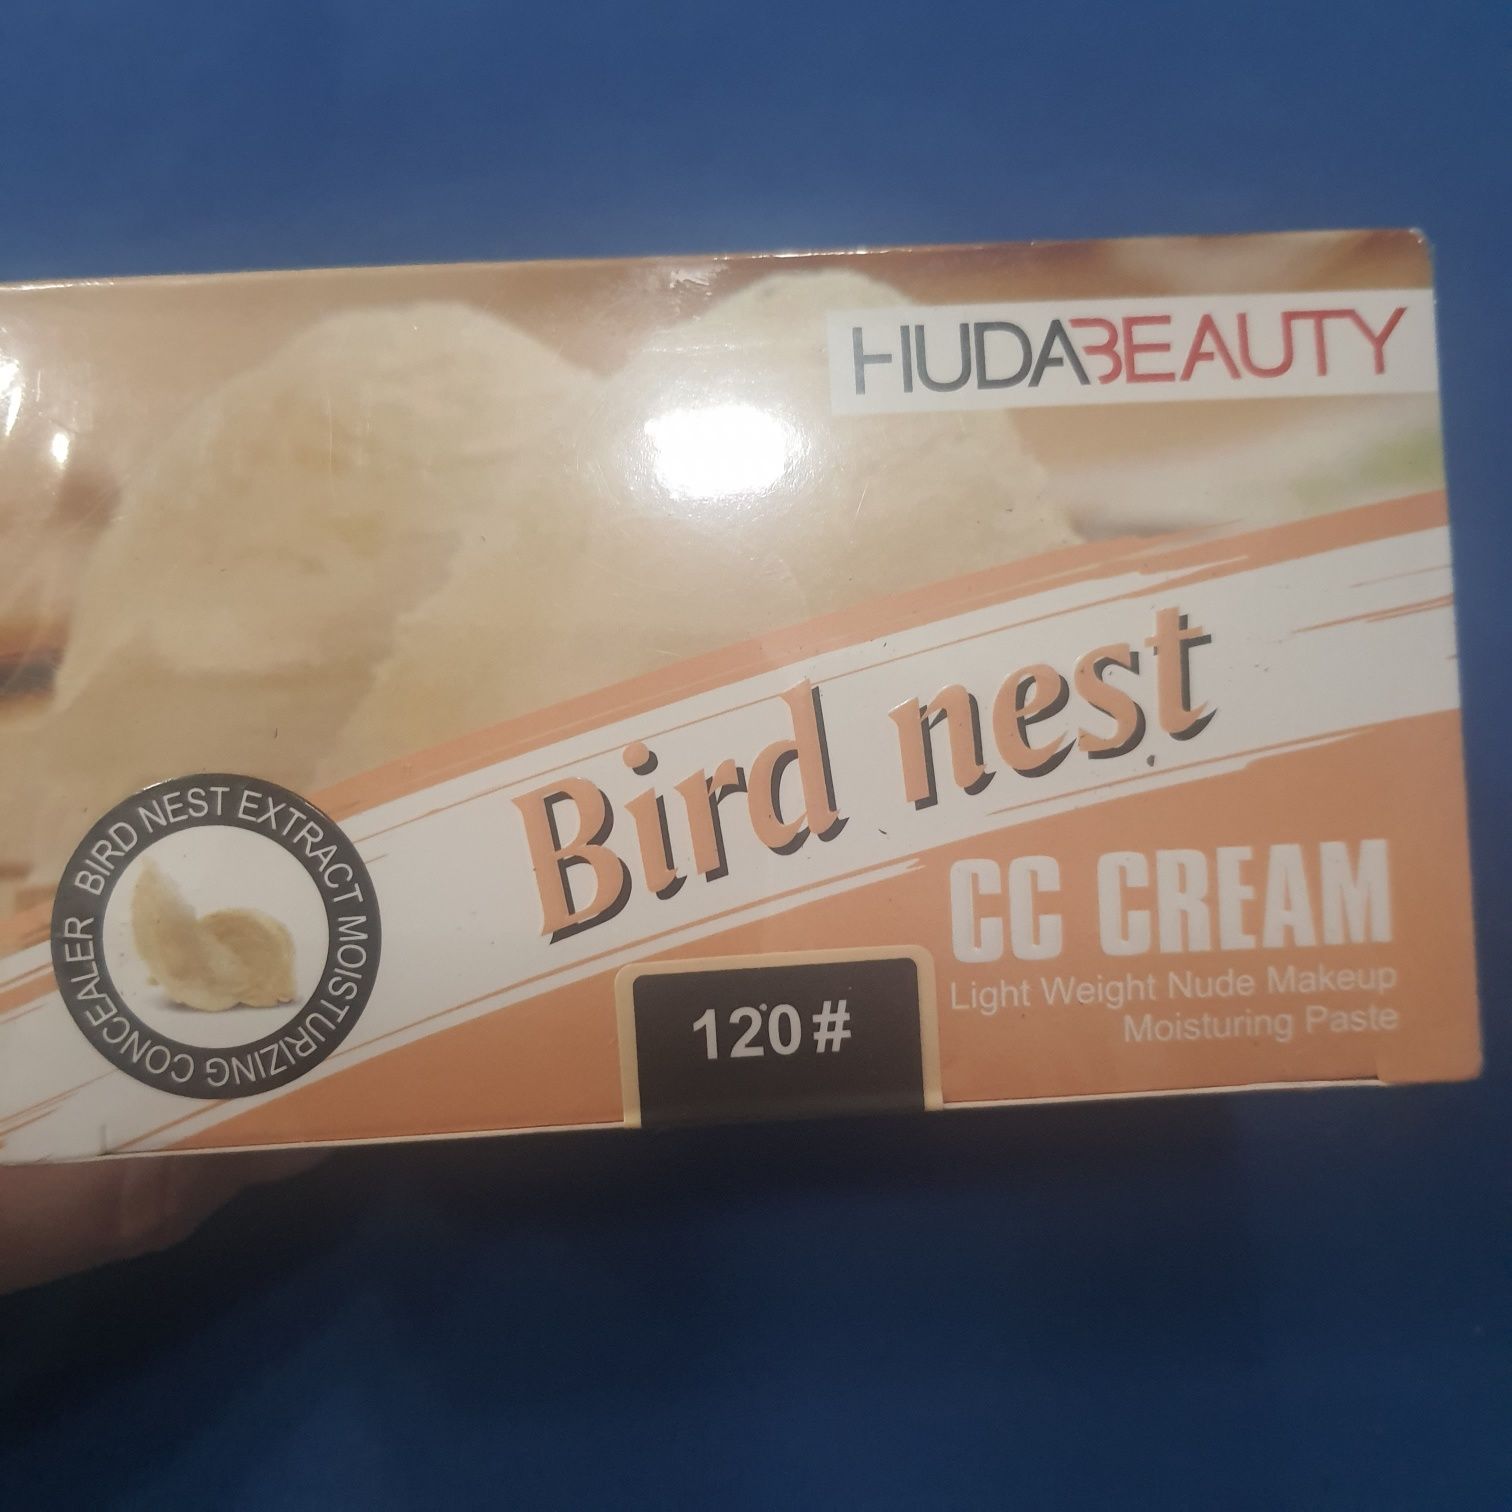 HUDABEAUTY
Bird nest
BIRD NEST EXTRACT MOISTURIZING CONCEALER
CC CREAM
Light Weight Nude Makeup
Moisturing Paste
120#